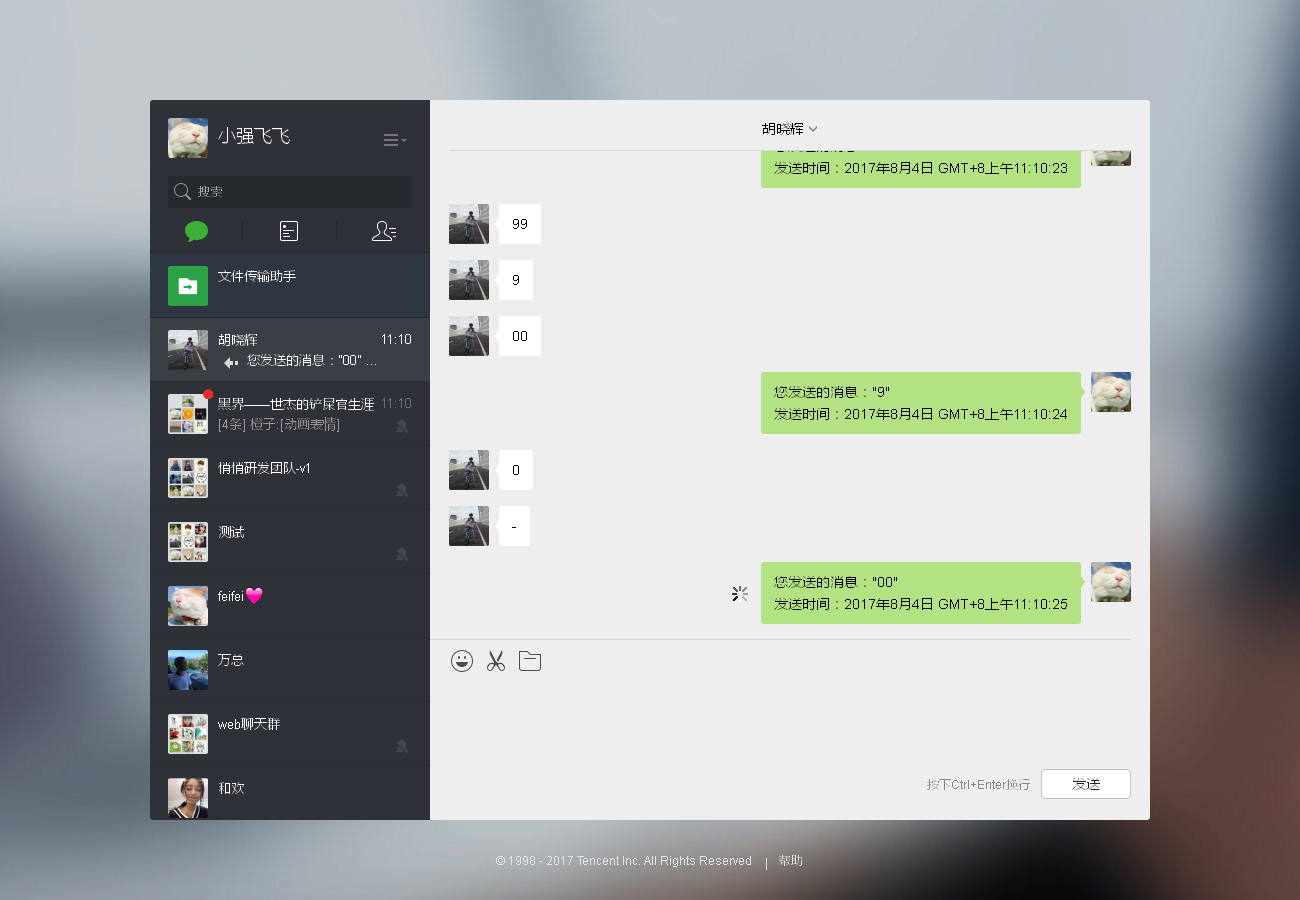 小强飞飞
搜索
文件传输助手
胡晓辉 11:10
您发送的消息："00" ...
黑界——世杰的铲屎官生涯 11:10
[4条] 橙子:[动画表情]
悄悄研发团队-v1
测试
feifei
万总
web聊天群
和欢
胡晓辉
发送时间：2017年8月4日 GMT+8上午11:10:23
99
9
00
您发送的消息："9"
发送时间：2017年8月4日 GMT+8上午11:10:24
0
-
您发送的消息："00"
发送时间：2017年8月4日 GMT+8上午11:10:25
按下Ctrl+Enter换行 发送
© 1998 - 2017 Tencent Inc. All Rights Reserved | 帮助